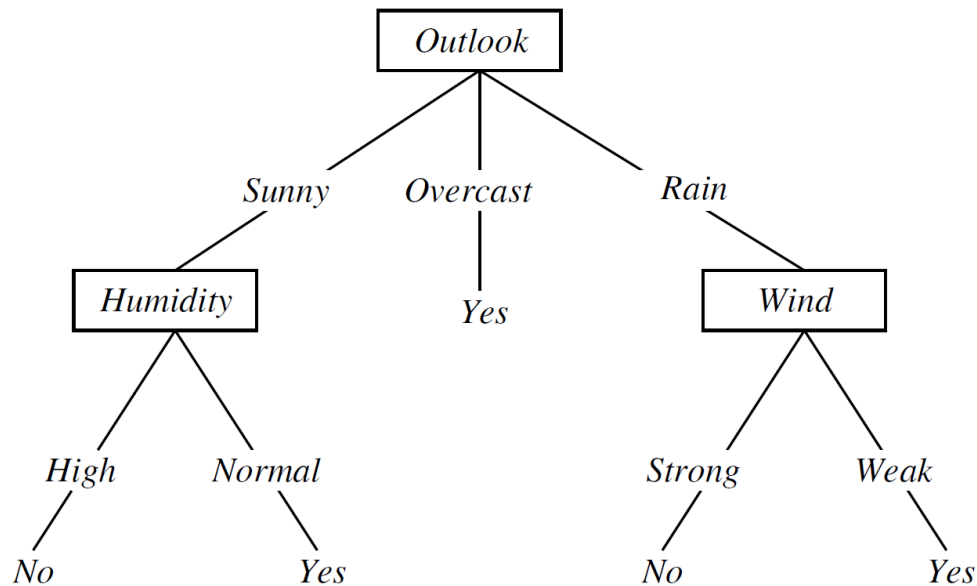 Outlook
Sunny Overcast Rain
Humidity Yes Wind
High Normal Strong Weak
No Yes No Yes